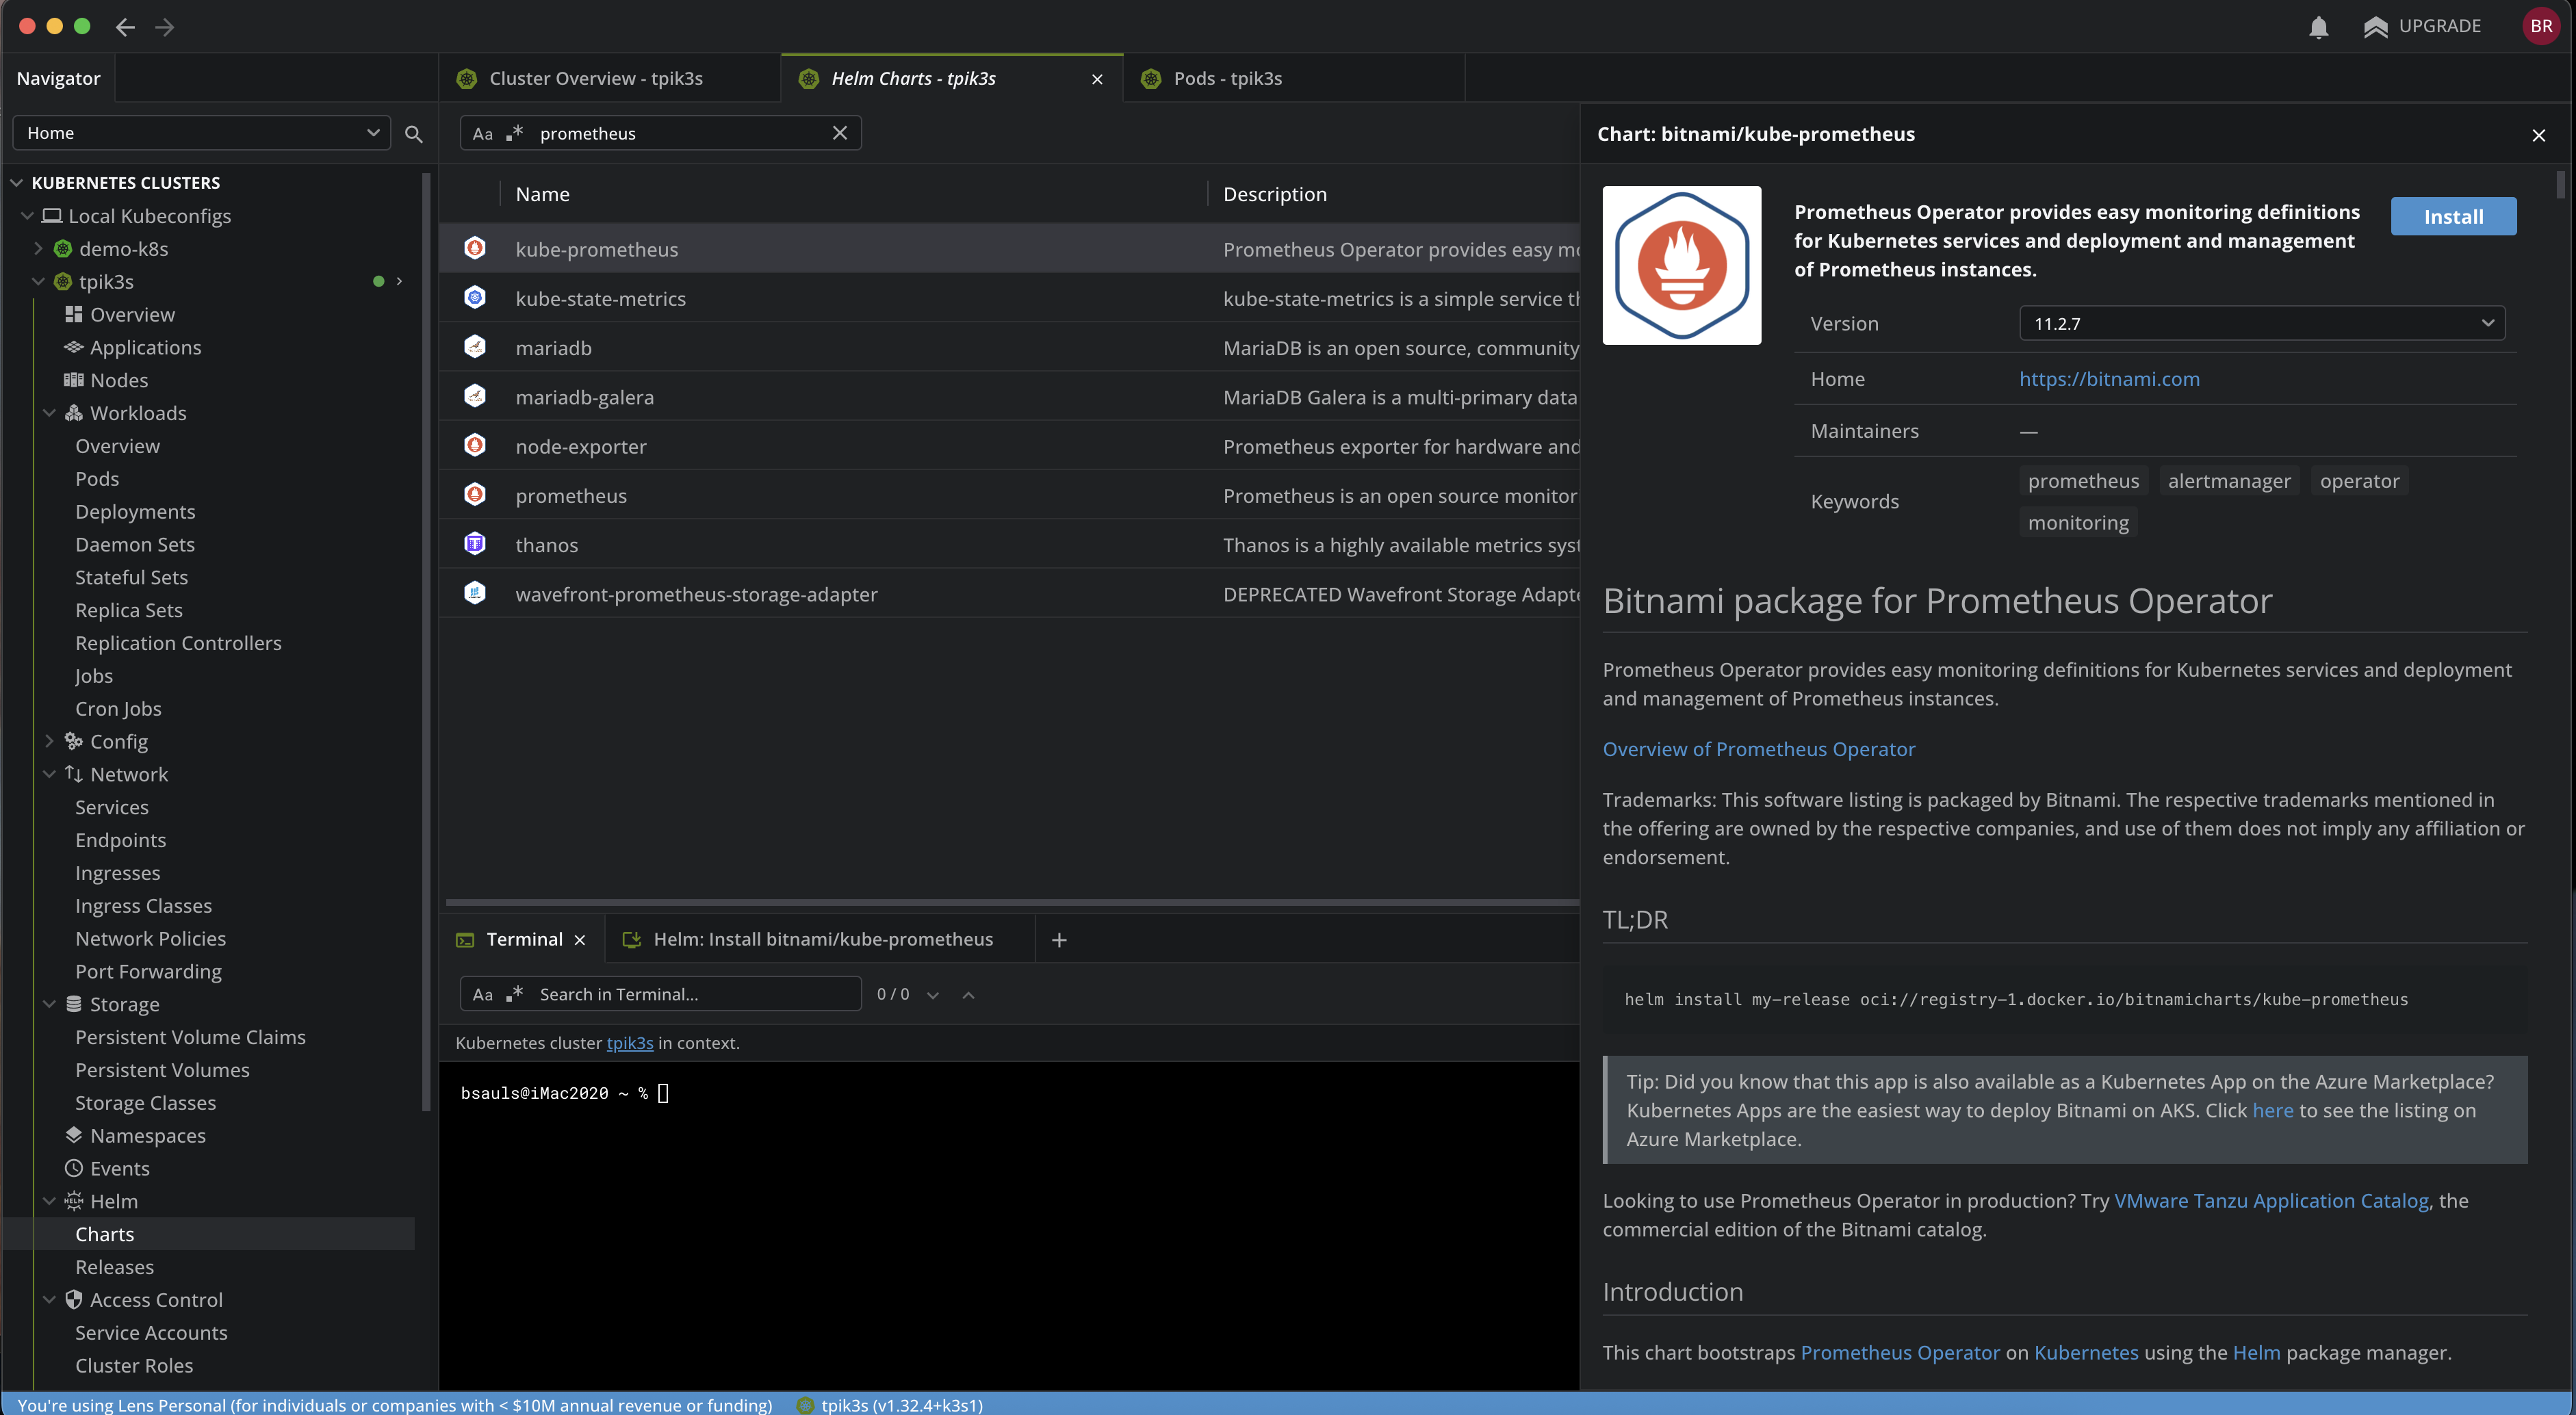 UPGRADE
BR
Navigator
Cluster Overview - tpik3s
Helm Charts - tpik3s
Pods - tpik3s
Home
Aa .* prometheus
Chart: bitnami/kube-prometheus
KUBERNETES CLUSTERS
Local Kubeconfigs
demo-k8s
tpik3s
Overview
Applications
Nodes
Workloads
Overview
Pods
Deployments
Daemon Sets
Stateful Sets
Replica Sets
Replication Controllers
Jobs
Cron Jobs
Config
Network
Services
Endpoints
Ingresses
Ingress Classes
Network Policies
Port Forwarding
Storage
Persistent Volume Claims
Persistent Volumes
Storage Classes
Namespaces
Events
HELM Helm
Charts
Releases
Access Control
Service Accounts
Cluster Roles
Name Description
kube-prometheus Prometheus Operator provides easy mo
kube-state-metrics kube-state-metrics is a simple service th
mariadb MariaDB is an open source, community
mariadb-galera MariaDB Galera is a multi-primary data
node-exporter Prometheus exporter for hardware and
prometheus Prometheus is an open source monitor
thanos Thanos is a highly available metrics syst
wavefront-prometheus-storage-adapter DEPRECATED Wavefront Storage Adapte
Terminal
Helm: Install bitnami/kube-prometheus
Aa .* Search in Terminal... 0 / 0
Kubernetes cluster tpik3s in context.
bsauls@iMac2020 ~ %
Prometheus Operator provides easy monitoring definitions
for Kubernetes services and deployment and management
of Prometheus instances.
Install
Version 11.2.7
Home https://bitnami.com
Maintainers —
Keywords prometheus alertmanager operator
monitoring
Bitnami package for Prometheus Operator
Prometheus Operator provides easy monitoring definitions for Kubernetes services and deployment
and management of Prometheus instances.
Overview of Prometheus Operator
Trademarks: This software listing is packaged by Bitnami. The respective trademarks mentioned in
the offering are owned by the respective companies, and use of them does not imply any affiliation or
endorsement.
TL;DR
helm install my-release oci://registry-1.docker.io/bitnamicharts/kube-prometheus
Tip: Did you know that this app is also available as a Kubernetes App on the Azure Marketplace?
Kubernetes Apps are the easiest way to deploy Bitnami on AKS. Click here to see the listing on
Azure Marketplace.
Looking to use Prometheus Operator in production? Try VMware Tanzu Application Catalog, the
commercial edition of the Bitnami catalog.
Introduction
This chart bootstraps Prometheus Operator on Kubernetes using the Helm package manager.
You're using Lens Personal (for individuals or companies with < $10M annual revenue or funding)
tpik3s (v1.32.4+k3s1)